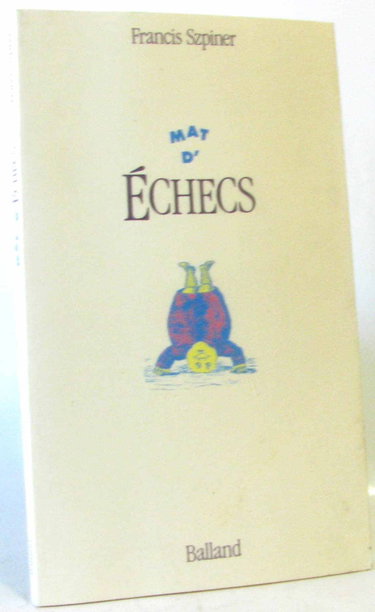 Francis Szpiner
MAT
D'
ÉCHECS
Balland